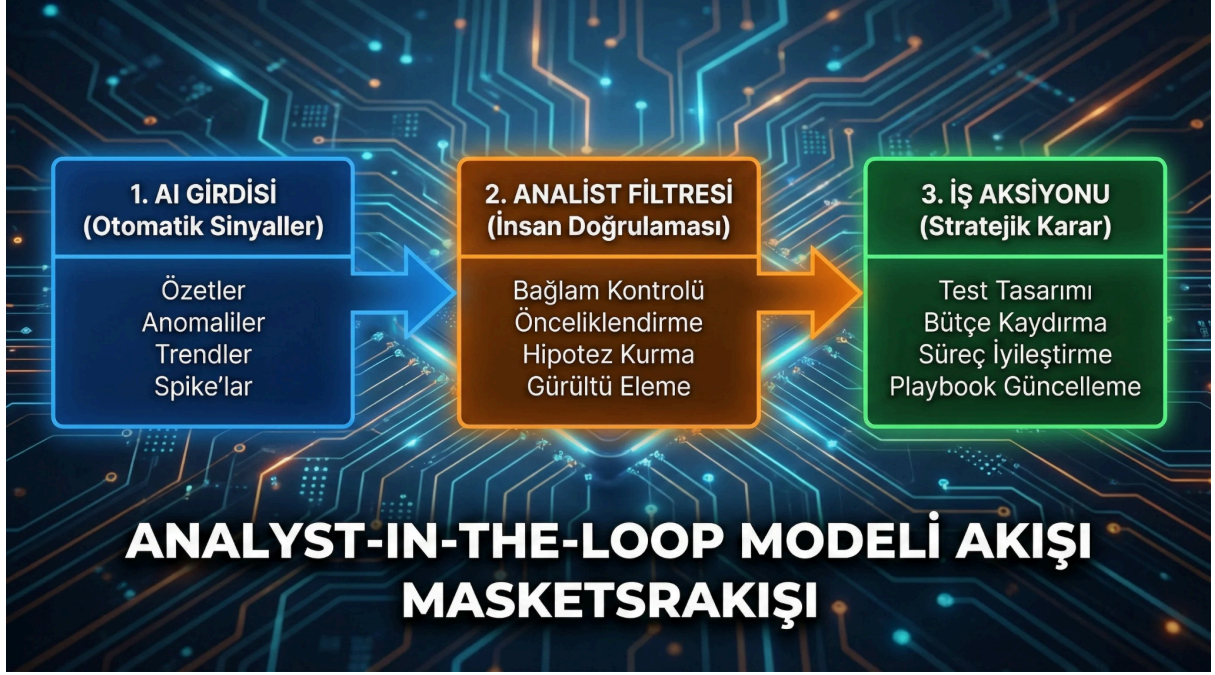 1. AI GİRDİSİ
(Otomatik Sinyaller)
Özetler
Anomaliler
Trendler
Spike’lar
2. ANALİST FİLTRESİ
(İnsan Doğrulaması)
Bağlam Kontrolü
Önceliklendirme
Hipotez Kurma
Gürültü Eleme
3. İŞ AKSİYONU
(Stratejik Karar)
Test Tasarımı
Bütçe Kaydırma
Süreç İyileştirme
Playbook Güncelleme
ANALYST-IN-THE-LOOP MODELİ AKIŞI
MASKETSRAKIŞI